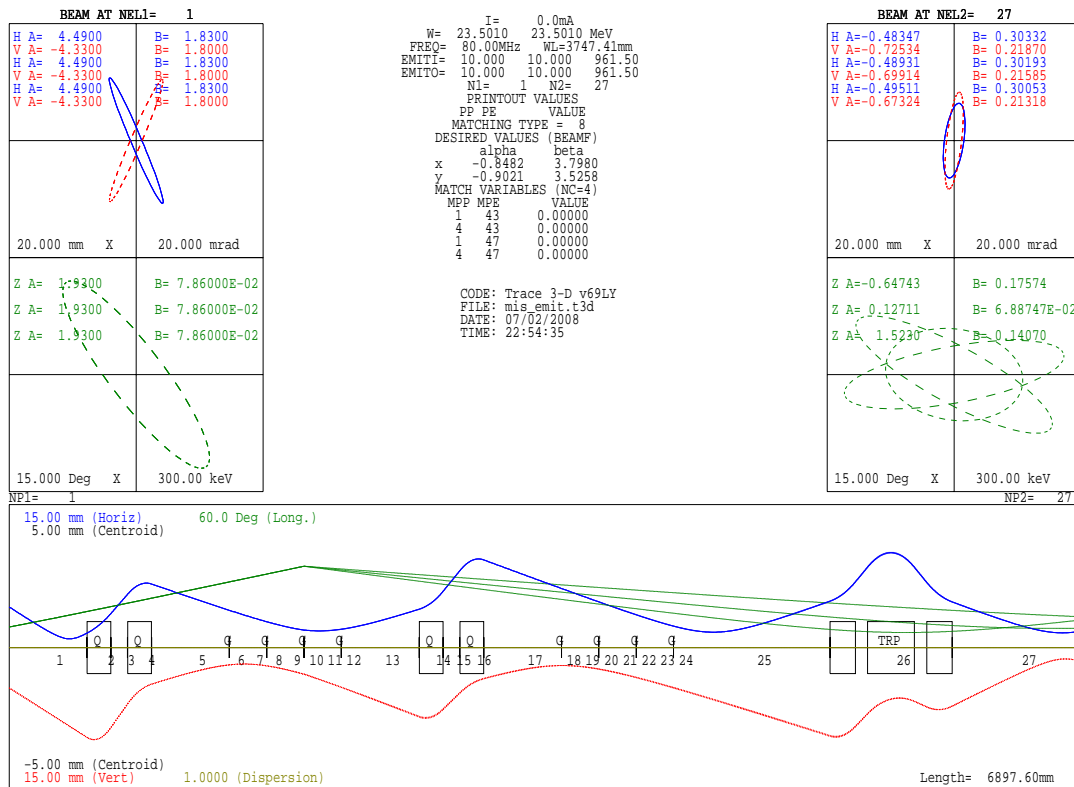 BEAM AT NEL1= 1
H A= 4.4900 B= 1.8300
V A= -4.3300 B= 1.8000
H A= 4.4900 B= 1.8300
V A= -4.3300 B= 1.8000
H A= 4.4900 B= 1.8300
V A= -4.3300 B= 1.8000
20.000 mm X 20.000 mrad
Z A= 1.9300 B= 7.86000E-02
Z A= 1.9300 B= 7.86000E-02
Z A= 1.9300 B= 7.86000E-02
15.000 Deg X 300.00 keV
NP1= 1
I= 0.0mA
W= 23.5010 23.5010 MeV
FREQ= 80.00MHz WL=3747.41mm
EMITI= 10.000 10.000 961.50
EMITO= 10.000 10.000 961.50
N1= 1 N2= 27
PRINTOUT VALUES
PP PE VALUE
MATCHING TYPE = 8
DESIRED VALUES (BEAMF)
alpha beta
x -0.8482 3.7980
y -0.9021 3.5258
MATCH VARIABLES (NC=4)
MPP MPE VALUE
1 43 0.00000
4 43 0.00000
1 47 0.00000
4 47 0.00000
CODE: Trace 3-D v69LY
FILE: mis_emit.t3d
DATE: 07/02/2008
TIME: 22:54:35
BEAM AT NEL2= 27
H A=-0.48347 B= 0.30332
V A=-0.72534 B= 0.21870
H A=-0.48931 B= 0.30193
V A=-0.69914 B= 0.21585
H A=-0.49511 B= 0.30053
V A=-0.67324 B= 0.21318
20.000 mm X 20.000 mrad
Z A=-0.64743 B= 0.17574
Z A= 0.12711 B= 6.88747E-02
Z A= 1.5230 B= 0.14070
15.000 Deg X 300.00 keV
NP2= 27
15.00 mm (Horiz) 60.0 Deg (Long.)
5.00 mm (Centroid)
Q Q G G G G Q Q G G G G TRP
1 2 3 4 5 6 7 8 9 10 11 12 13 14 15 16 17 18 19 20 21 22 23 24 25 26 27
-5.00 mm (Centroid)
15.00 mm (Vert) 1.0000 (Dispersion)
Length= 6897.60mm